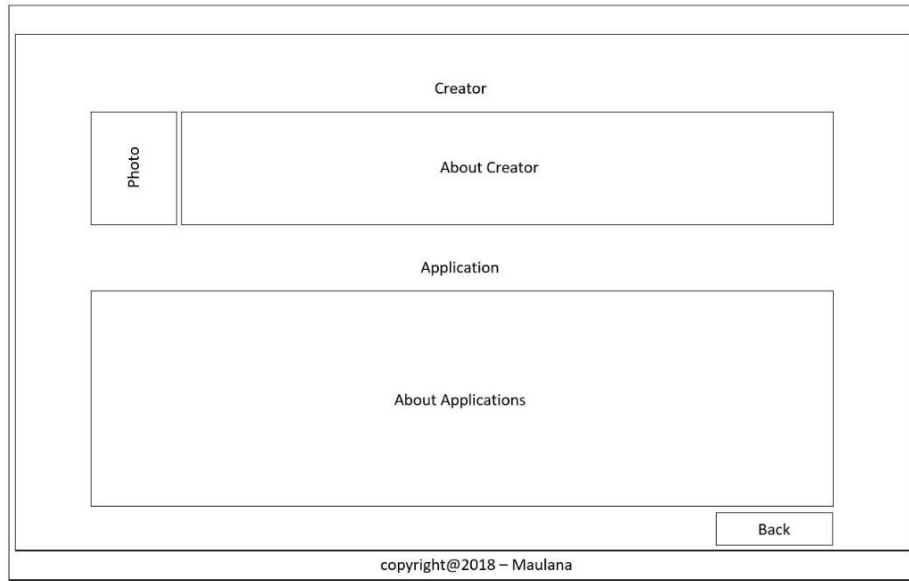 Creator
Photo
About Creator
Application
About Applications
Back
copyright@2018 – Maulana